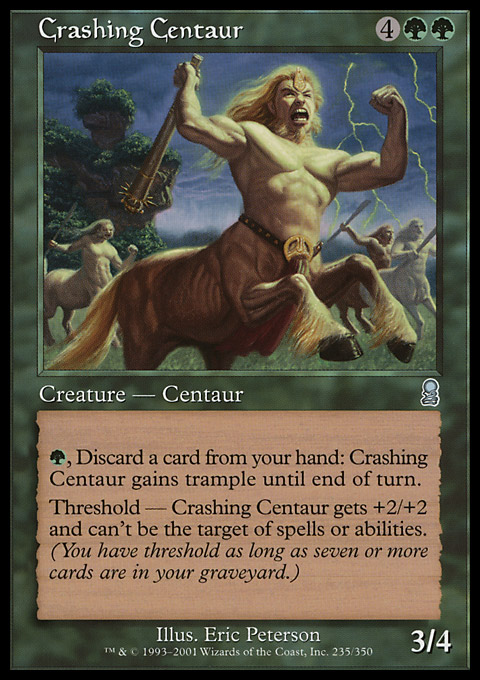 Crashing Centaur 4
Creature — Centaur
, Discard a card from your hand: Crashing
Centaur gains trample until end of turn.
Threshold — Crashing Centaur gets +2/+2
and can't be the target of spells or abilities.
(You have threshold as long as seven or more
cards are in your graveyard.)
Illus. Eric Peterson
™ & © 1993–2001 Wizards of the Coast, Inc. 235/350
3/4